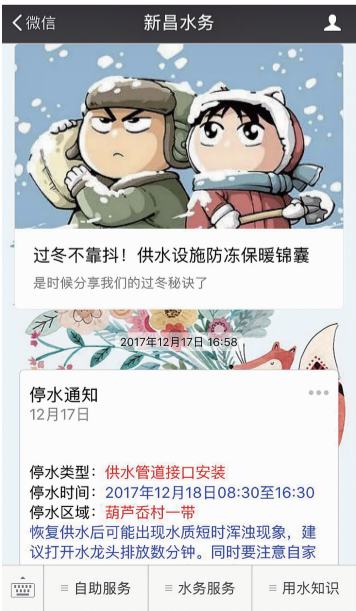 微信
新昌水务
过冬不靠抖！供水设施防冻保暖锦囊
是时候分享我们的过冬秘诀了
2017年12月17日 16:58
停水通知
12月17日
停水类型：供水管道接口安装
停水时间：2017年12月18日08:30至16:30
停水区域：葫芦岙村一带
恢复供水后可能出现水质短时浑浊现象，建
议打开水龙头排放数分钟。同时要注意自家
自助服务
水务服务
用水知识